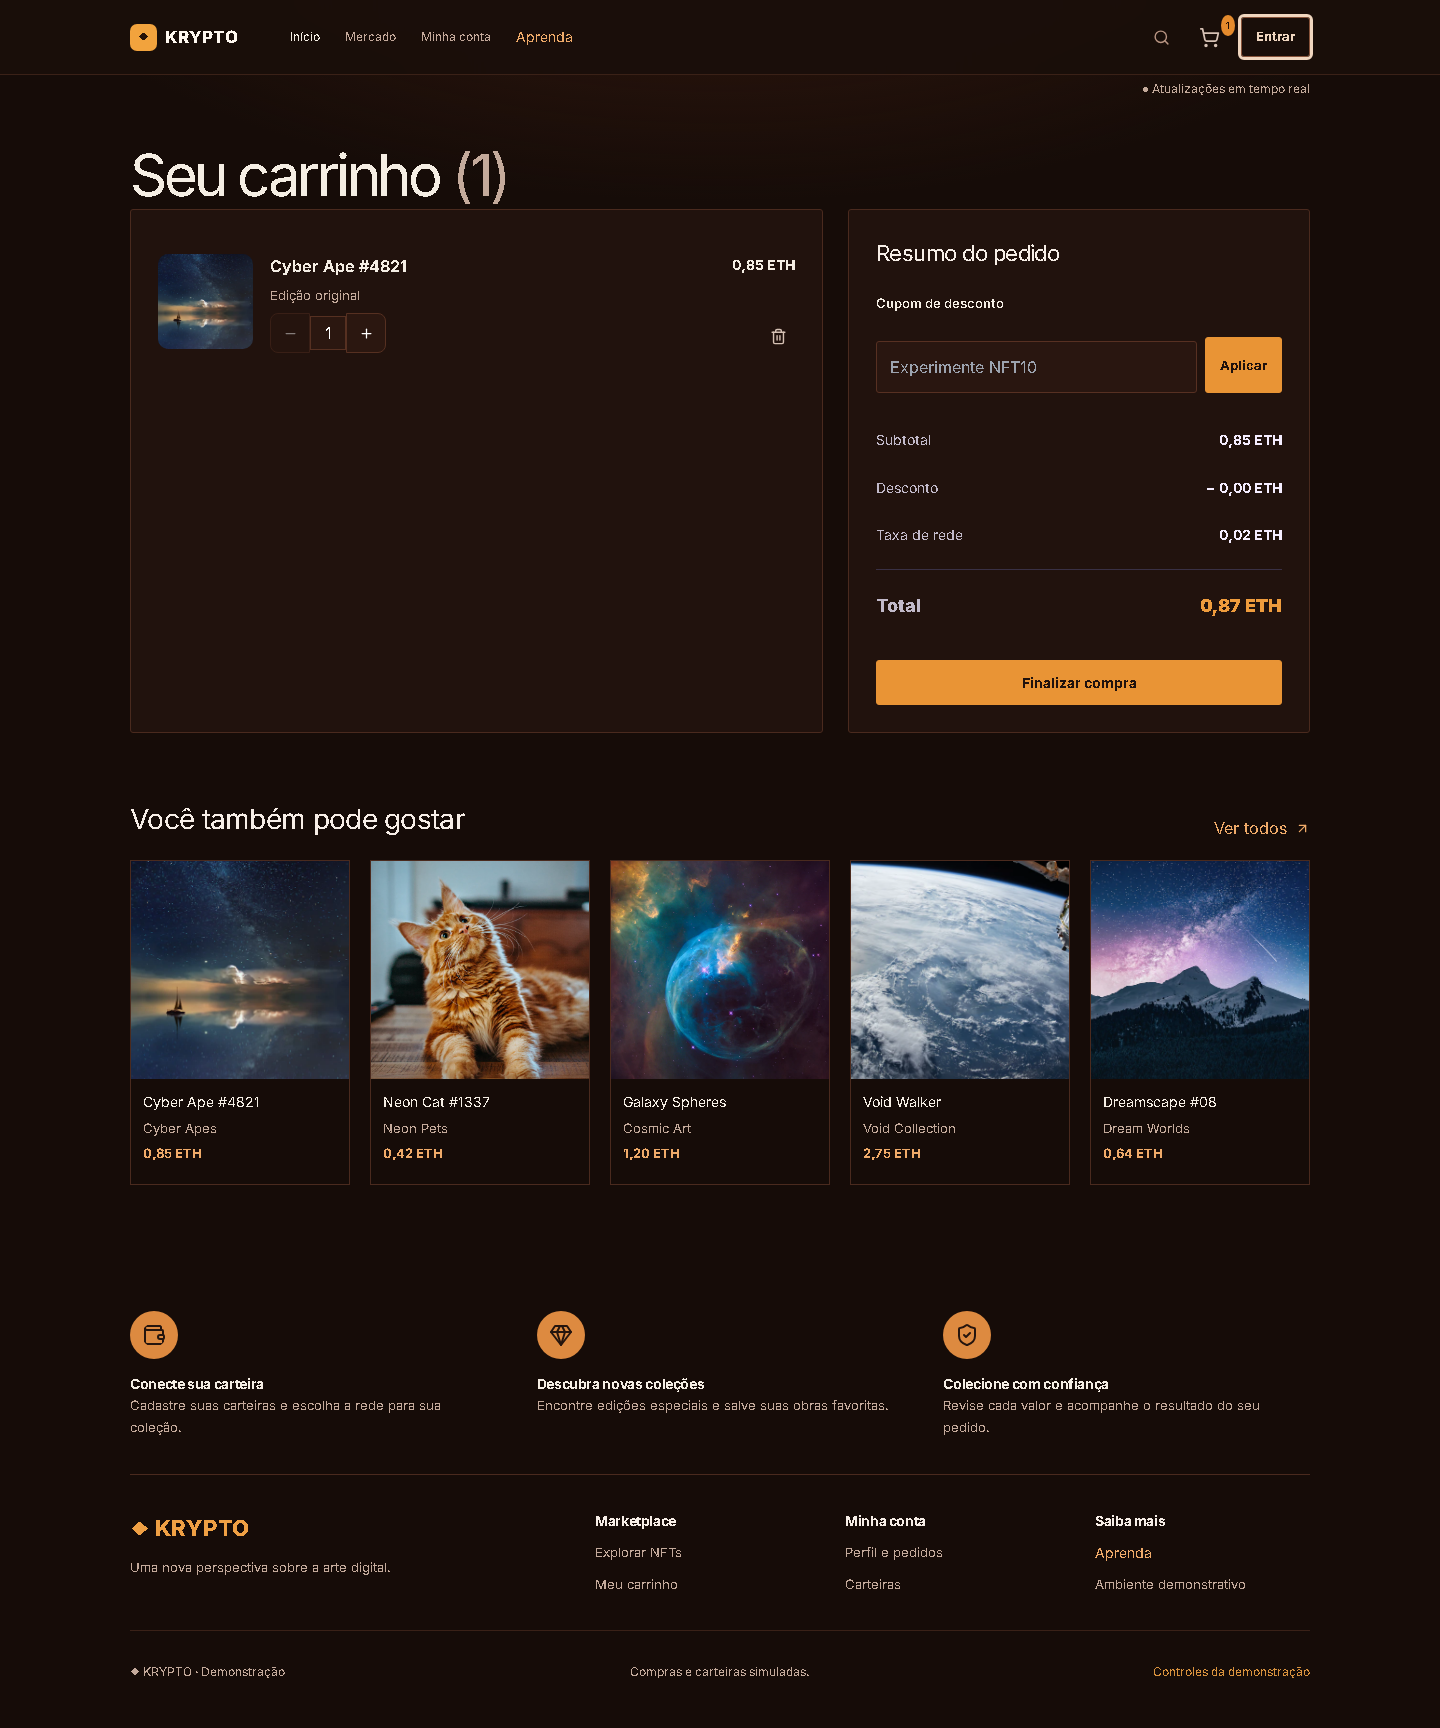 KRYPTO
Início
Mercado
Minha conta
Aprenda
1
Entrar
● Atualizações em tempo real
Seu carrinho (1)
Cyber Ape #4821
0,85 ETH
Edição original
− 1 +
Resumo do pedido
Cupom de desconto
Experimente NFT10
Aplicar
Subtotal
0,85 ETH
Desconto
− 0,00 ETH
Taxa de rede
0,02 ETH
Total
0,87 ETH
Finalizar compra
Você também pode gostar
Ver todos
Cyber Ape #4821
Cyber Apes
0,85 ETH
Neon Cat #1337
Neon Pets
0,42 ETH
Galaxy Spheres
Cosmic Art
1,20 ETH
Void Walker
Void Collection
2,75 ETH
Dreamscape #08
Dream Worlds
0,64 ETH
Conecte sua carteira
Cadastre suas carteiras e escolha a rede para sua
coleção.
Descubra novas coleções
Encontre edições especiais e salve suas obras favoritas.
Colecione com confiança
Revise cada valor e acompanhe o resultado do seu
pedido.
◆ KRYPTO
Uma nova perspectiva sobre a arte digital.
Marketplace
Explorar NFTs
Meu carrinho
Minha conta
Perfil e pedidos
Carteiras
Saiba mais
Aprenda
Ambiente demonstrativo
◆ KRYPTO · Demonstração
Compras e carteiras simuladas.
Controles da demonstração